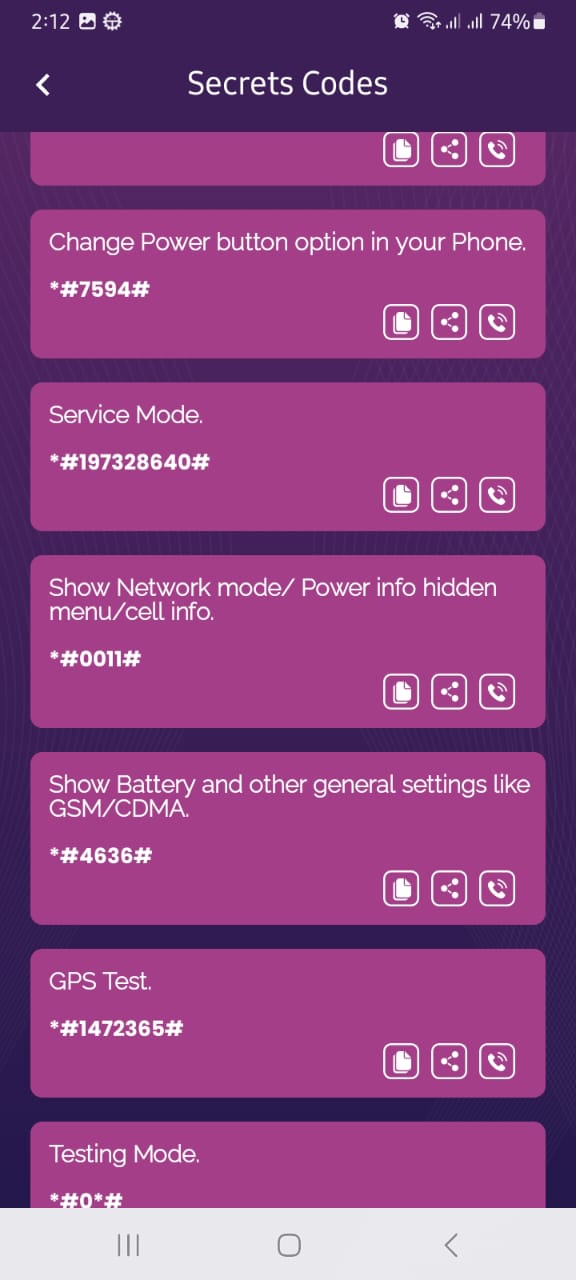 2:12
74%
Secrets Codes
Change Power button option in your Phone.
*#7594#
Service Mode.
*#197328640#
Show Network mode/ Power info hidden
menu/cell info.
*#0011#
Show Battery and other general settings like
GSM/CDMA.
*#4636#
GPS Test.
*#1472365#
Testing Mode.
*#0*#